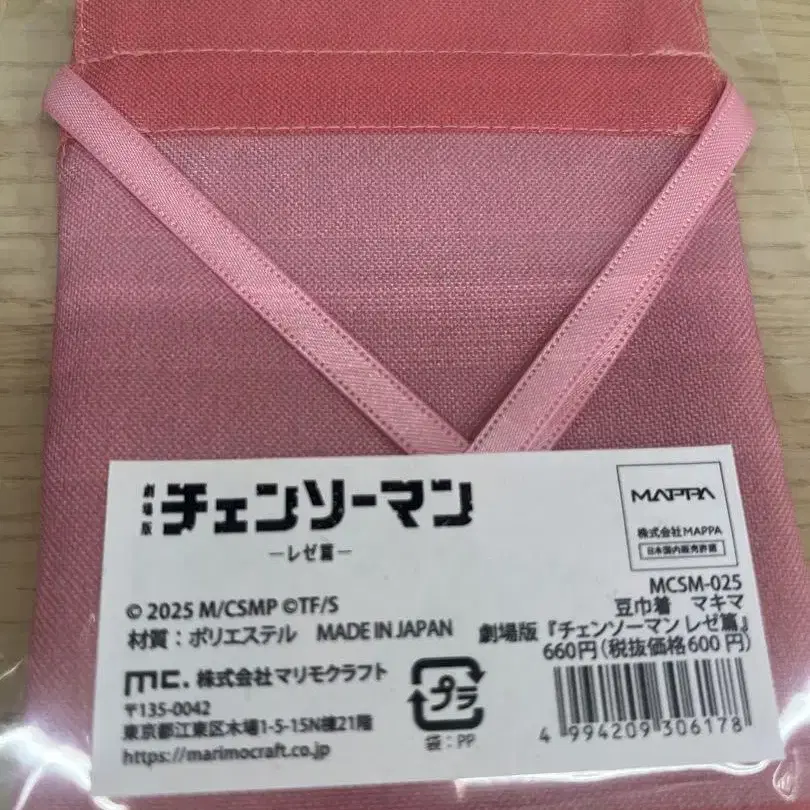 劇場版 チェンソーマン
−レゼ篇−
MAPPA
株式会社MAPPA
日本国内販売許諾
© 2025 M/CSMP ©TF/S
材質：ポリエステル MADE IN JAPAN
MCSM-025
豆巾着 マキマ
劇場版『チェンソーマン レゼ篇』
660円(税抜価格600円)
mc. 株式会社マリモクラフト
〒135-0042
東京都江東区木場1-5-15N棟21階
https://marimocraft.co.jp
プラ
袋：PP
4 994209 306178